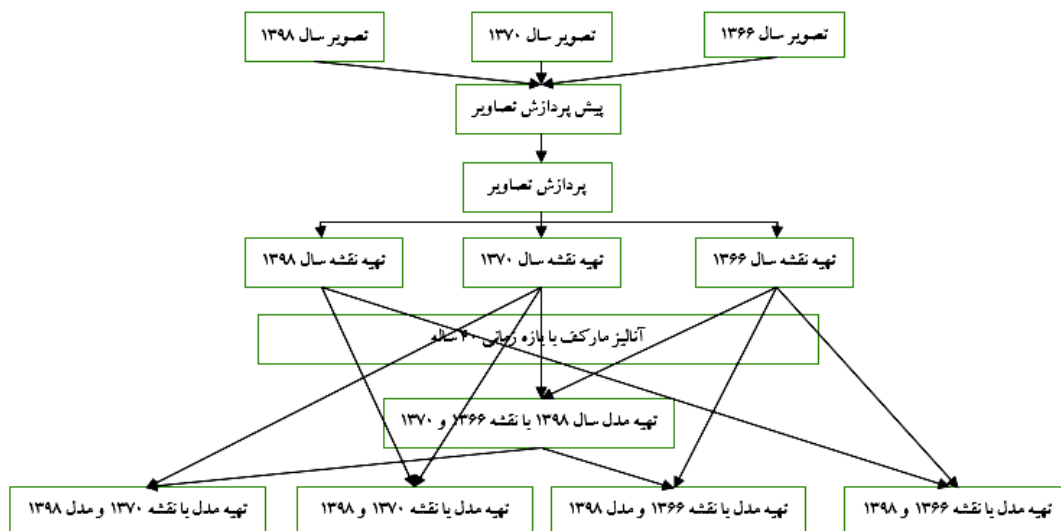 تصویر سال ۱۳۶۶
تصویر سال ۱۳۷۰
تصویر سال ۱۳۹۸
پیش پردازش تصاویر
پردازش تصاویر
تهیه نقشه سال ۱۳۶۶
تهیه نقشه سال ۱۳۷۰
تهیه نقشه سال ۱۳۹۸
آنالیز مارکف با بازه زمانی ساله
تهیه مدل سال ۱۳۹۸ با نقشه ۱۳۶۶ و ۱۳۷۰
تهیه مدل با نقشه ۱۳۶۶ و ۱۳۹۸
تهیه مدل با نقشه ۱۳۶۶ و مدل ۱۳۹۸
تهیه مدل با نقشه ۱۳۷۰ و ۱۳۹۸
تهیه مدل با نقشه ۱۳۷۰ و مدل ۱۳۹۸